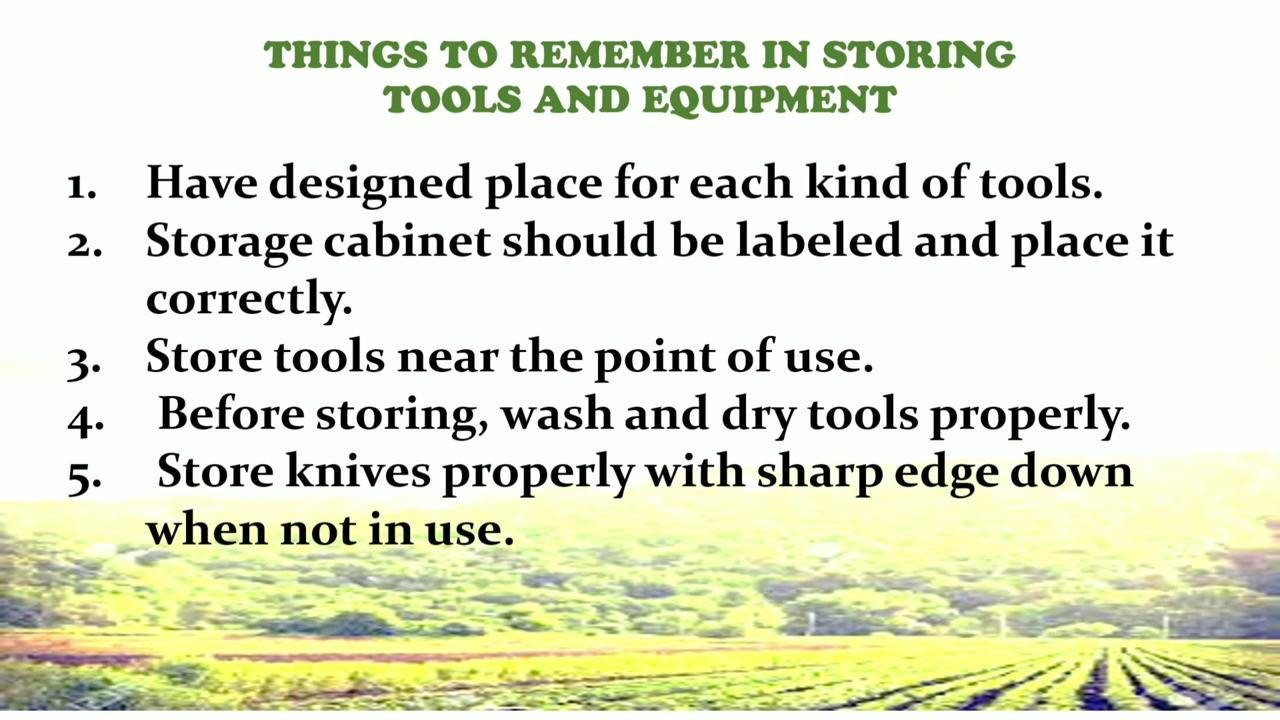 THINGS TO REMEMBER IN STORING
TOOLS AND EQUIPMENT
1. Have designed place for each kind of tools.
2. Storage cabinet should be labeled and place it
correctly.
3. Store tools near the point of use.
4. Before storing, wash and dry tools properly.
5. Store knives properly with sharp edge down
when not in use.